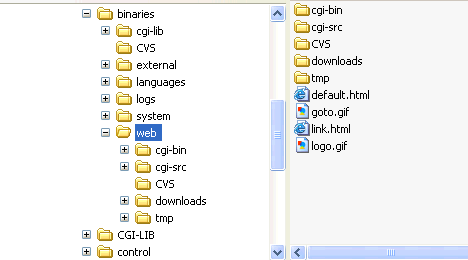 binaries
cgi-lib
CVS
external
languages
logs
system
web
cgi-bin
cgi-src
CVS
downloads
tmp
CGI-LIB
control
cgi-bin
cgi-src
CVS
downloads
tmp
default.html
goto.gif
link.html
logo.gif